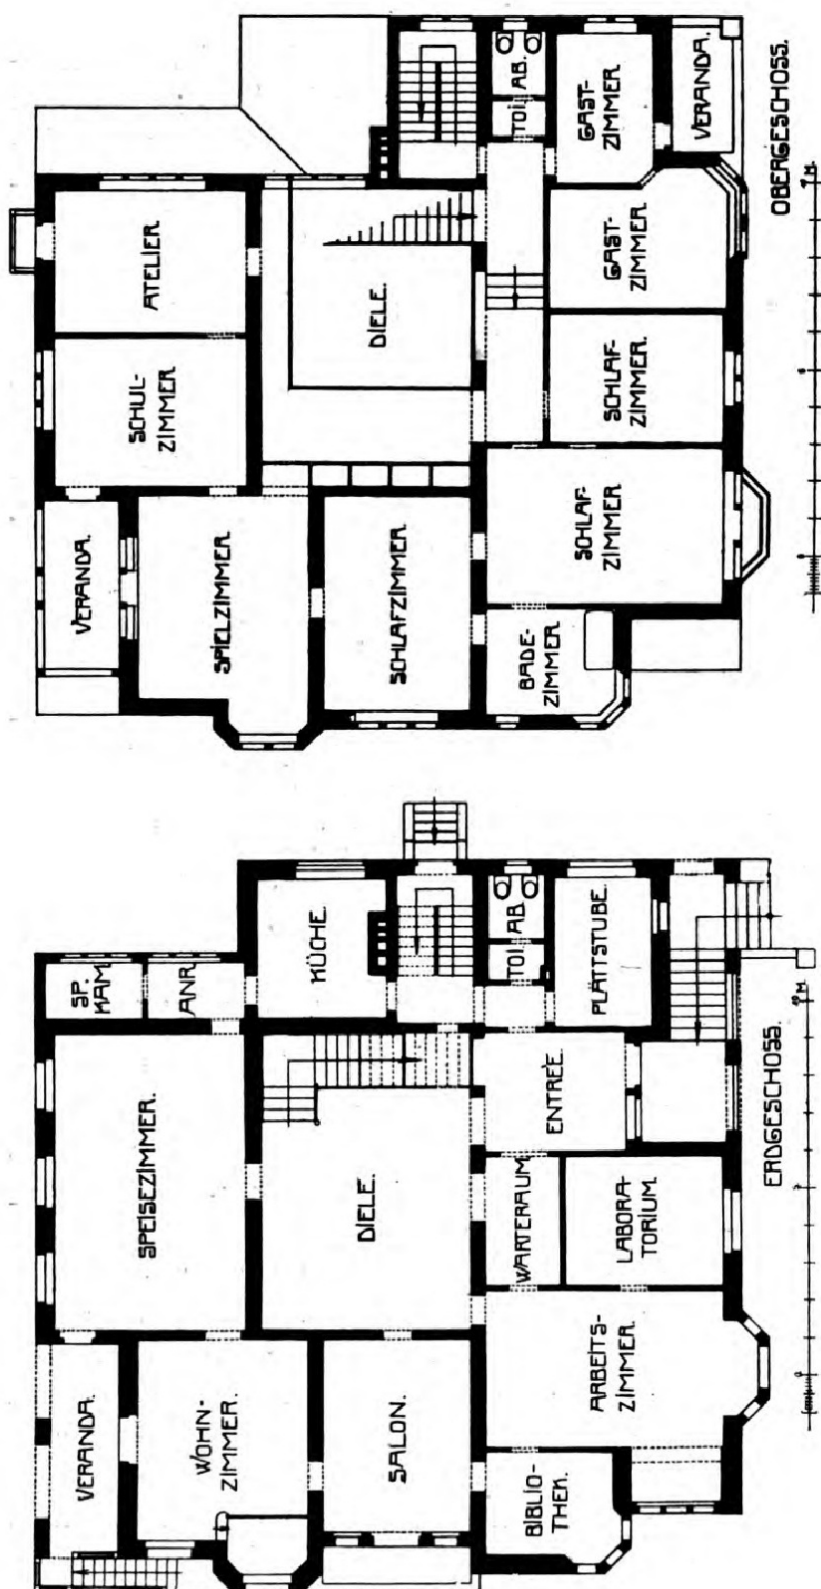 OBERGESCHOSS.
VERANDA.
SCHUL-
ZIMMER
ATELIER
SPIELZIMMER
DIELE.
SCHLAFZIMMER
TOI
AB.
BADE-
ZIMMER
SCHLAF-
ZIMMER
SCHLAF-
ZIMMER
GAST-
ZIMMER
GAST-
ZIMMER
VERANDA.
ERDGESCHOSS.
VERANDA.
SPEISEZIMMER.
SP.
KAM
ANR.
WOHN-
ZIMMER.
DIELE.
KÜCHE.
SALON.
TOI
AB
BIBLIO-
THEK.
ARBEITS-
ZIMMER.
WARTERAUM
LABORA-
TORIUM.
ENTRÉE.
PLÄTTSTUBE.